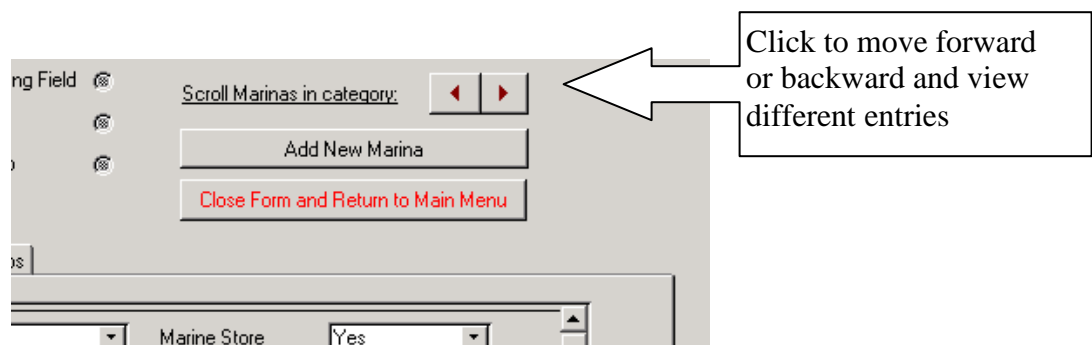 Click to move forward
or backward and view
different entries
ng Field
Scroll Marinas in category:
Add New Marina
Close Form and Return to Main Menu
Marine Store Yes